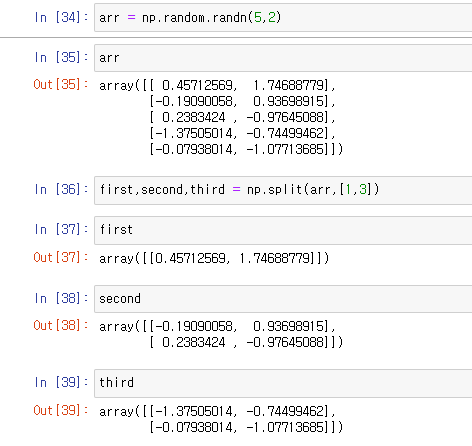 In [34]: arr = np.random.randn(5,2)
In [35]: arr
Out[35]: array([[ 0.45712569,  1.74688779],
       [-0.19090058,  0.93698915],
       [ 0.2383424 , -0.97645088],
       [-1.37505014, -0.74499462],
       [-0.07938014, -1.07713685]])
In [36]: first,second,third = np.split(arr,[1,3])
In [37]: first
Out[37]: array([[0.45712569, 1.74688779]])
In [38]: second
Out[38]: array([[-0.19090058,  0.93698915],
       [ 0.2383424 , -0.97645088]])
In [39]: third
Out[39]: array([[-1.37505014, -0.74499462],
       [-0.07938014, -1.07713685]])